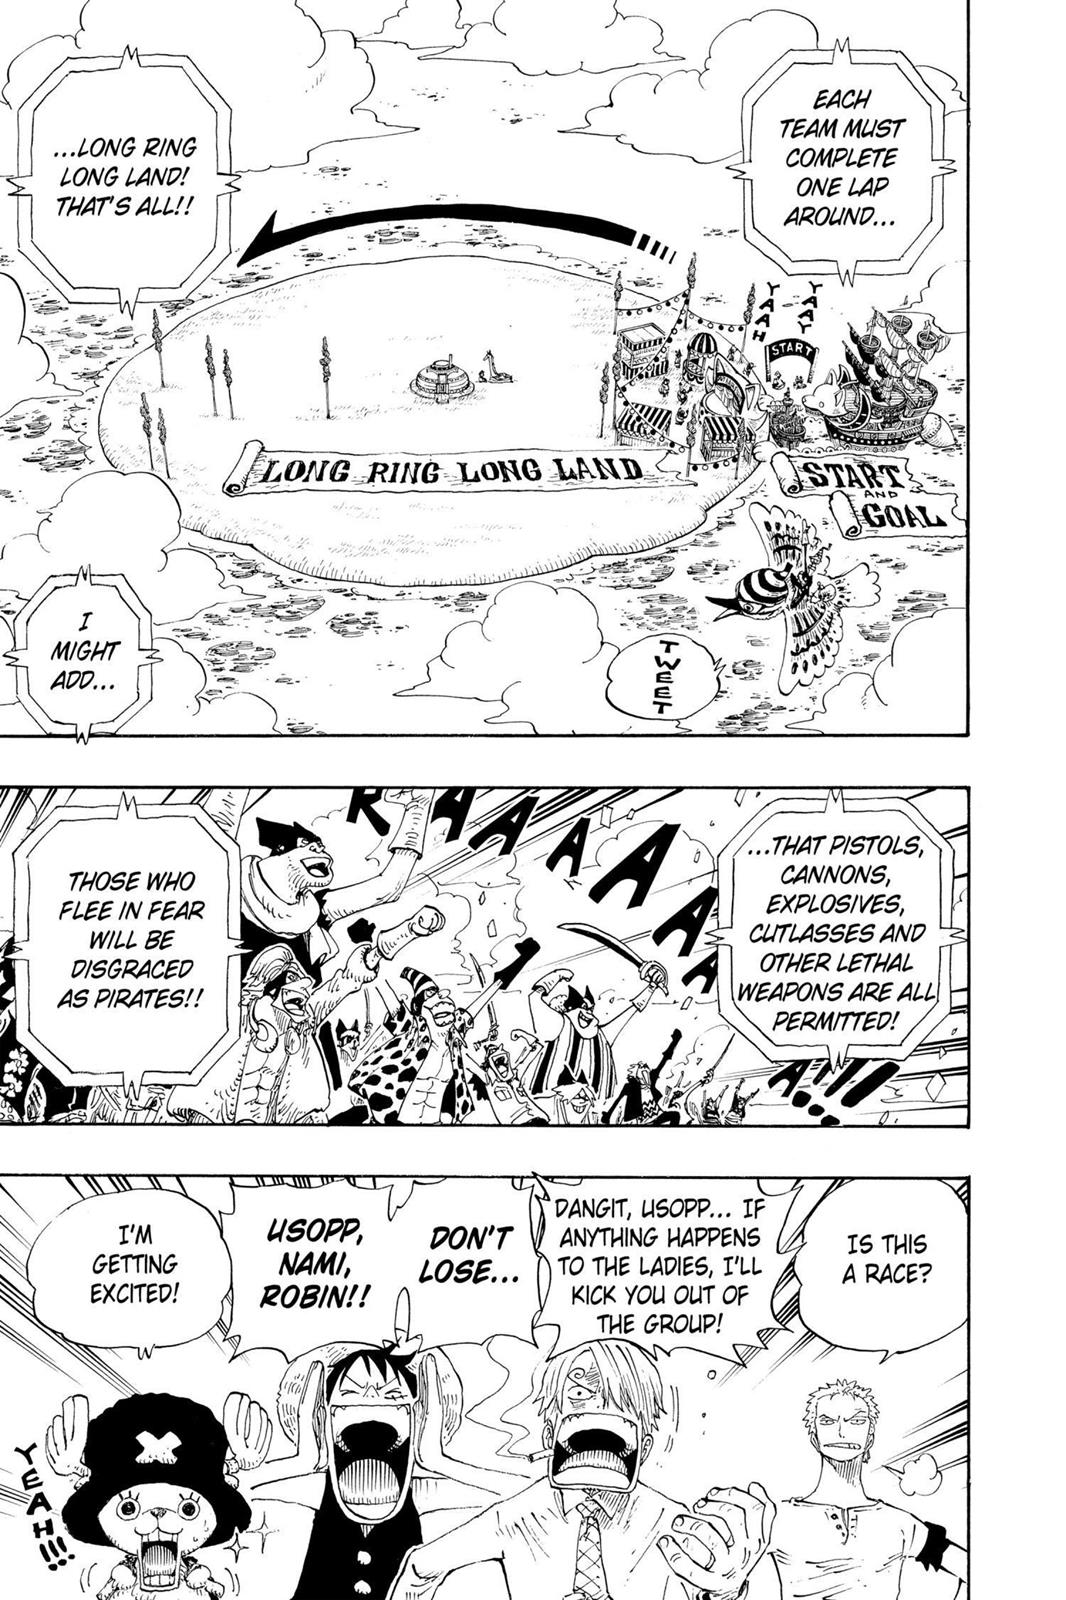 EACH
TEAM MUST
COMPLETE
ONE LAP
AROUND...
...LONG RING
LONG LAND!
THAT'S ALL!!
YAAH
YAAY
START
LONG RING LONG LAND
START
AND
GOAL
TWEET
I
MIGHT
ADD...
...THAT PISTOLS,
CANNONS,
EXPLOSIVES,
CUTLASSES AND
OTHER LETHAL
WEAPONS ARE ALL
PERMITTED!
RAAAAAA
A!!!!
THOSE WHO
FLEE IN FEAR
WILL BE
DISGRACED
AS PIRATES!!
IS THIS
A RACE?
DANGIT, USOPP... IF
ANYTHING HAPPENS
TO THE LADIES, I'LL
KICK YOU OUT OF
THE GROUP!
DON'T
LOSE...
USOPP,
NAMI,
ROBIN!!
I'M
GETTING
EXCITED!
YEAH!!!